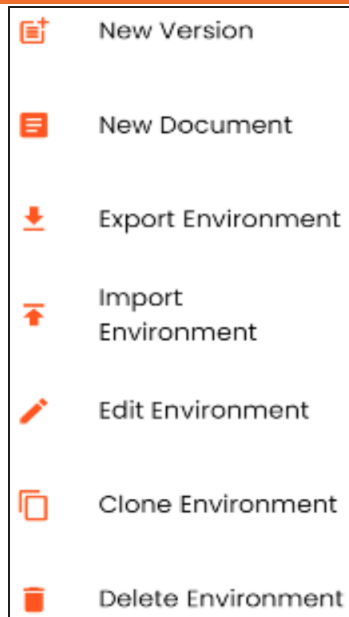 New Version
New Document
Export Environment
Import
Environment
Edit Environment
Clone Environment
Delete Environment